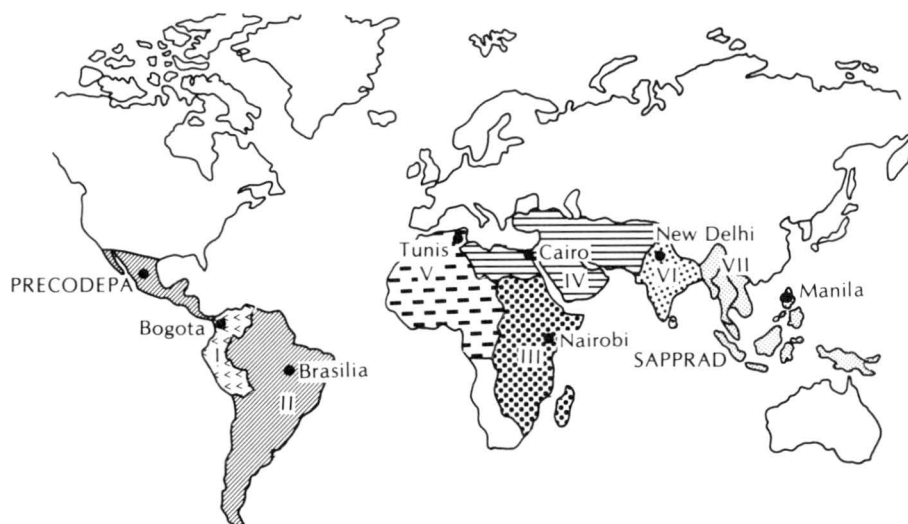 New Delhi
Tunis
Cairo
V
VI
VII
IV
PRECODEPA
Manila
Bogota
Nairobi
I
III
SAPPRAD
Brasilia
II